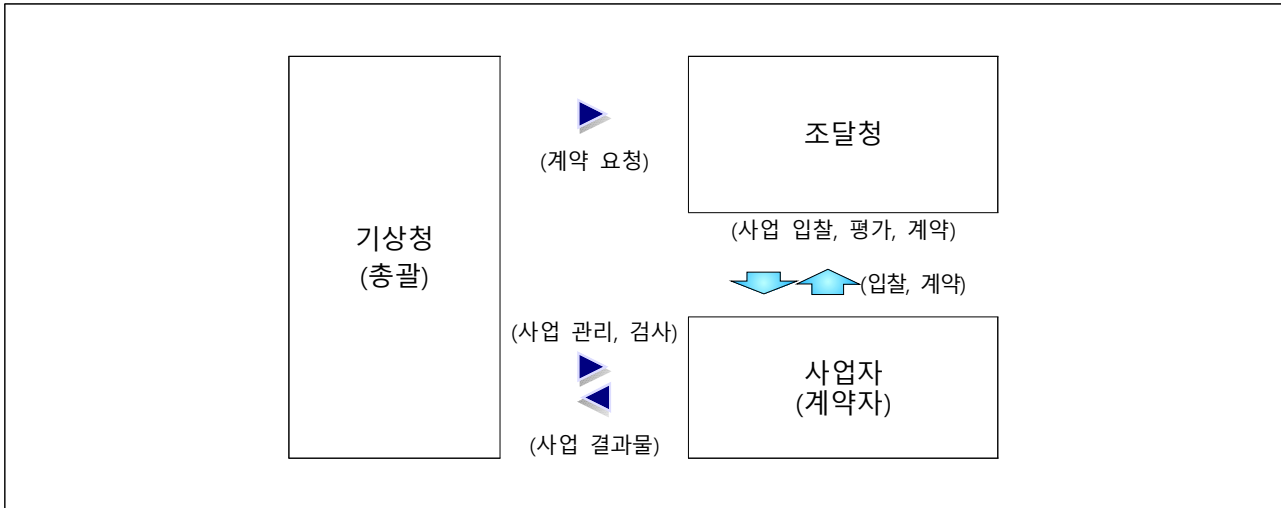 기상청
(총괄)
(계약 요청)
조달청
(사업 입찰, 평가, 계약)
(입찰, 계약)
(사업 관리, 검사)
(사업 결과물)
사업자
(계약자)